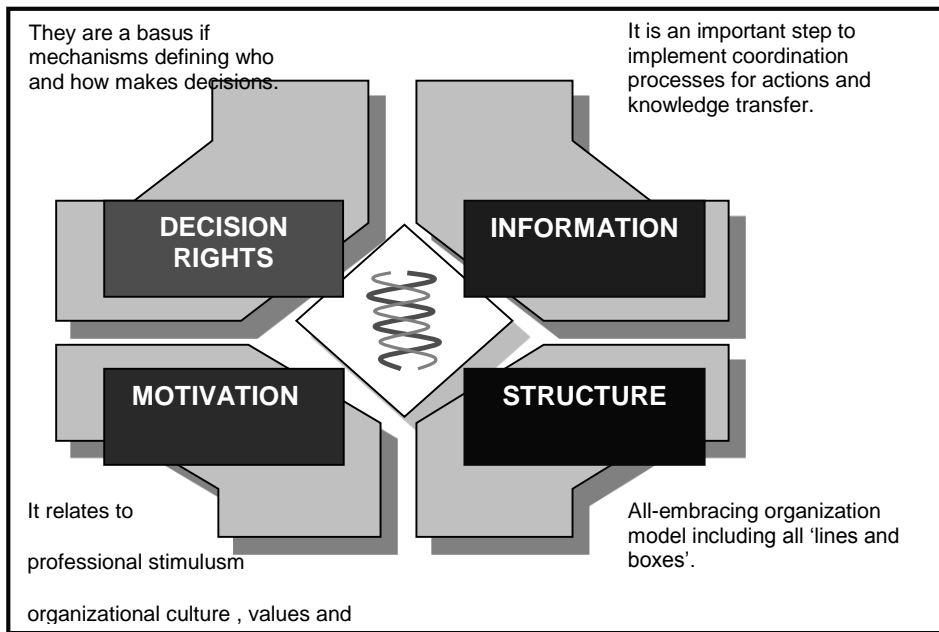 They are a basus if
mechanisms defining who
and how makes decisions.
It is an important step to
implement coordination
processes for actions and
knowledge transfer.
DECISION
RIGHTS
INFORMATION
MOTIVATION
STRUCTURE
It relates to
professional stimulusm
organizational culture , values and
All-embracing organization
model including all ‘lines and
boxes’.